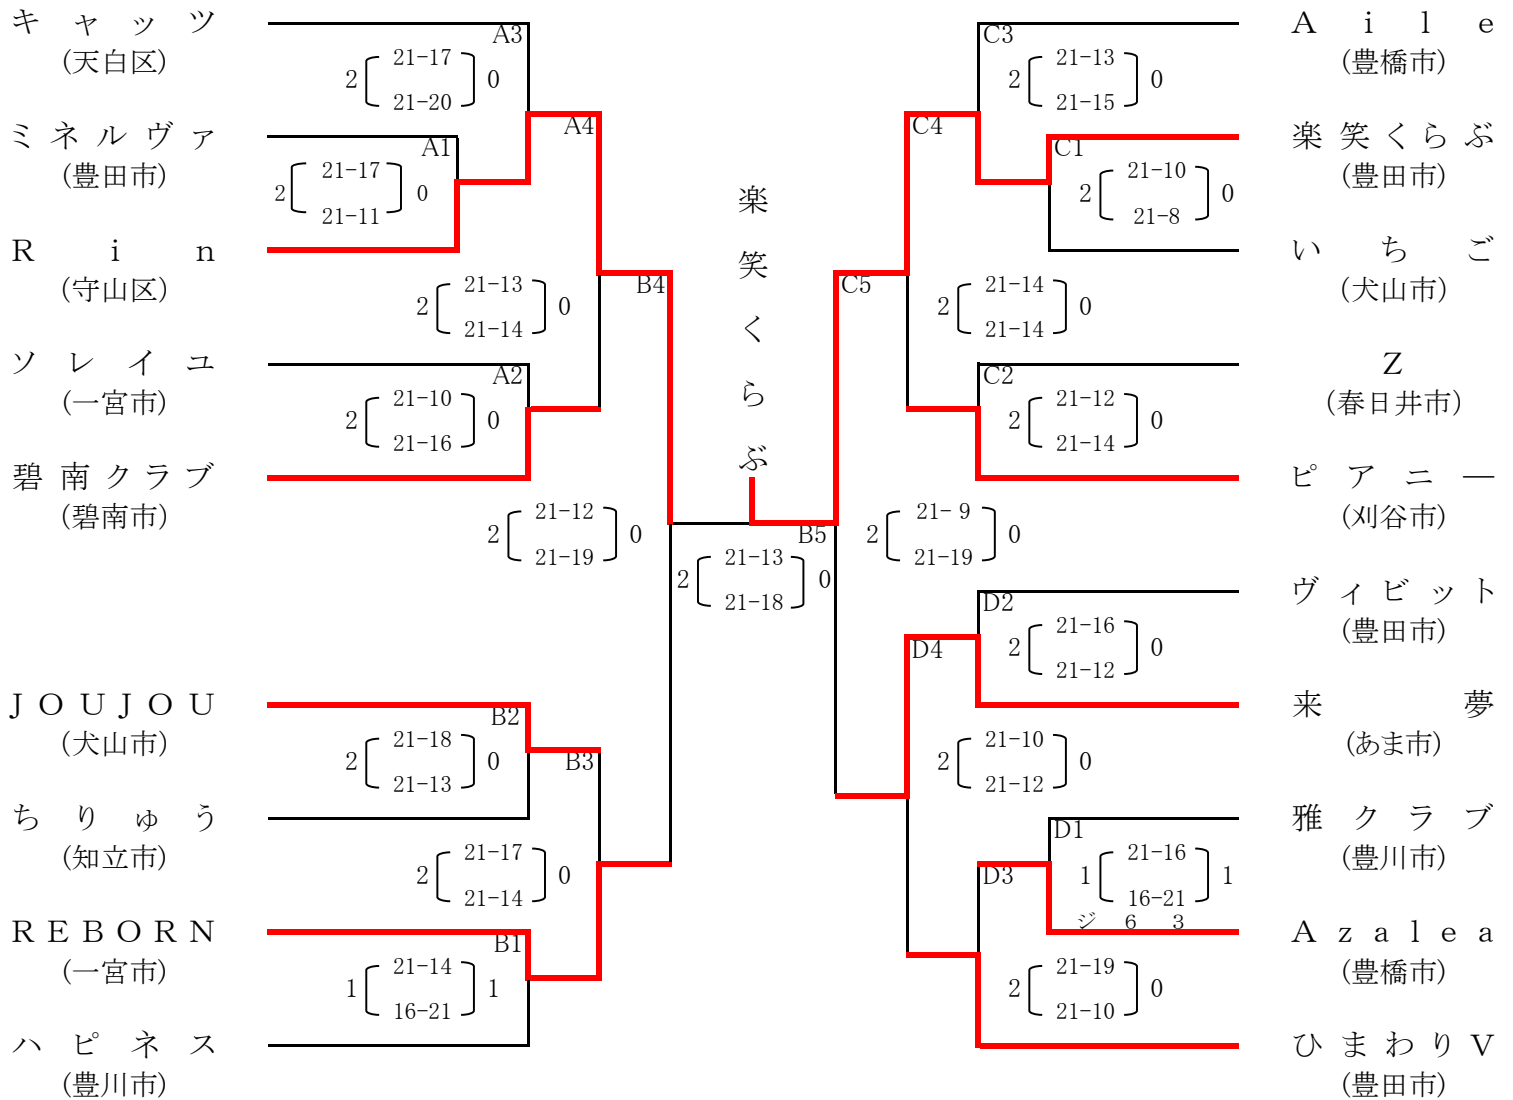 キャッツ
(天白区)
ミネルヴァ
(豊田市)
Rin
(守山区)
ソレイユ
(一宮市)
碧南クラブ
(碧南市)
JOUJOU
(犬山市)
ちりゅう
(知立市)
REBORN
(一宮市)
ハピネス
(豊川市)
A3
2 21-17 0
21-20
A1
2 21-17 0
21-11
A4
2 21-13 0
21-14
A2
2 21-10 0
21-16
B4
2 21-12 0
21-19
B2
2 21-18 0
21-13
B3
2 21-17 0
21-14
B1
1 21-14 1
16-21
楽笑くらぶ
B5
2 21-13 0
21-18
C3
2 21-13 0
21-15
C4
C1
2 21-10 0
21-8
C5
2 21-14 0
21-14
C2
2 21-12 0
21-14
2 21- 9 0
21-19
D2
2 21-16 0
21-12
D4
2 21-10 0
21-12
D1
1 21-16 1
16-21
ジ 6 3
D3
2 21-19 0
21-10
Aile
(豊橋市)
楽笑くらぶ
(豊田市)
いちご
(犬山市)
Z
(春日井市)
ピアニー
(刈谷市)
ヴィビット
(豊田市)
来夢
(あま市)
雅クラブ
(豊川市)
Azalea
(豊橋市)
ひまわりV
(豊田市)